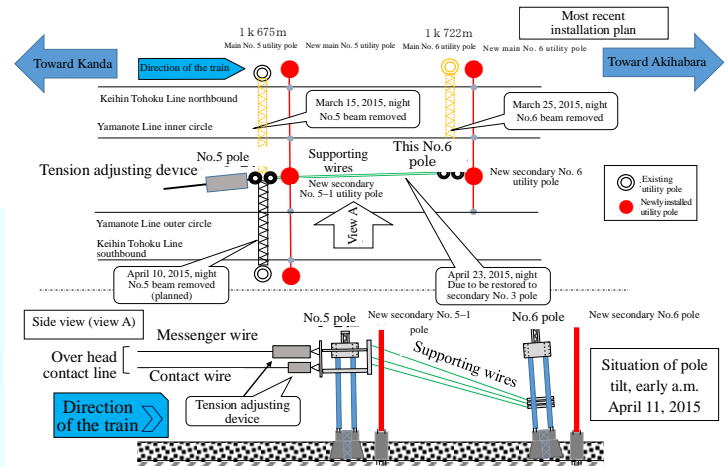 1 k 675m
1 k 722m
Most recent
installation plan
Main No. 5 utility pole
New main No. 5 utility pole
Main No. 6 utility pole
New main No. 6 utility pole
Toward Kanda
Direction of the train
Toward Akihabara
Keihin Tohoku Line northbound
March 15, 2015, night
No.5 beam removed
March 25, 2015, night
No.6 beam removed
Yamanote Line inner circle
No.5 pole
Supporting
wires
This No.6
pole
Tension adjusting
device
New secondary
No. 5-1 utility pole
New secondary No. 6
utility pole
Existing
utility pole
Newly installed
utility pole
Yamanote Line outer circle
View A
Keihin Tohoku Line
southbound
April 10, 2015, night
No.5 beam removed
(planned)
April 23, 2015, night
Due to be restored to
secondary No. 3 pole
Side view (view A)
No.5 pole
New secondary No. 5-1
pole
No.6 pole
New secondary No.6 pole
Messenger wire
Over head
contact line
Contact wire
Supporting wires
Tension adjusting
device
Direction
of the train
Situation of pole
tilt, early a.m.
April 11, 2015